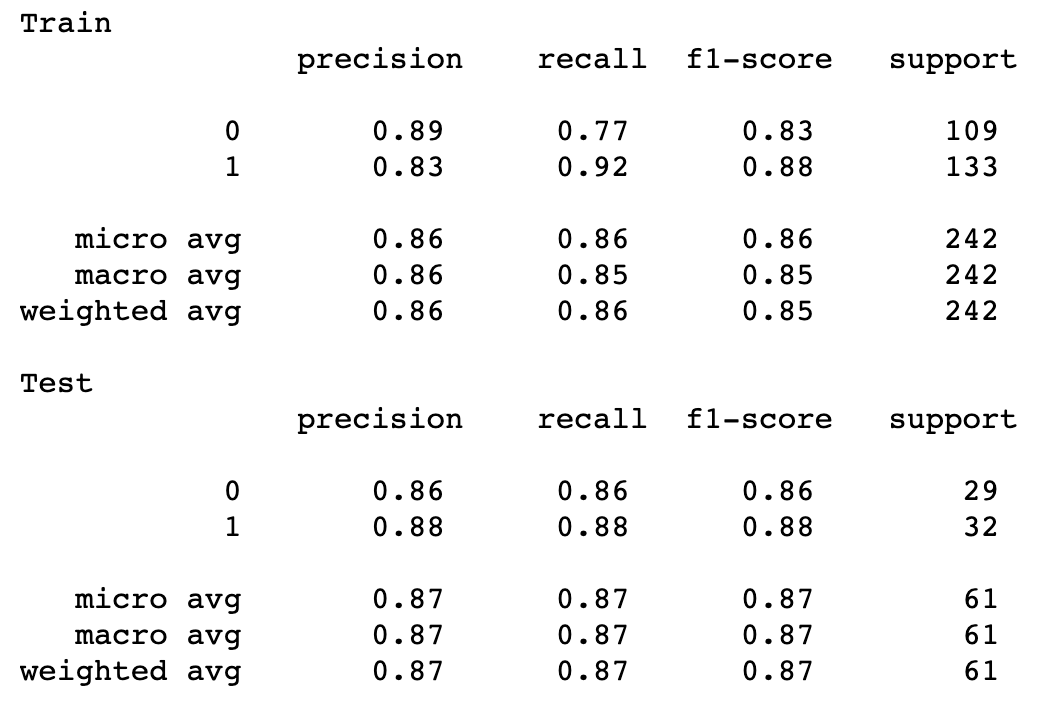 Train
precision recall f1-score support
0 0.89 0.77 0.83 109
1 0.83 0.92 0.88 133
micro avg 0.86 0.86 0.86 242
macro avg 0.86 0.85 0.85 242
weighted avg 0.86 0.86 0.85 242
Test
precision recall f1-score support
0 0.86 0.86 0.86 29
1 0.88 0.88 0.88 32
micro avg 0.87 0.87 0.87 61
macro avg 0.87 0.87 0.87 61
weighted avg 0.87 0.87 0.87 61